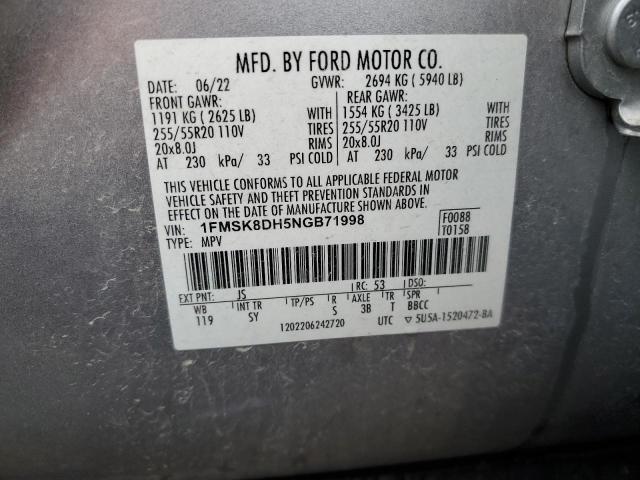 MFD. BY FORD MOTOR CO.
DATE: 06/22 GVWR: 2694 KG ( 5940 LB)
FRONT GAWR: REAR GAWR:
1191 KG ( 2625 LB) WITH 1554 KG ( 3425 LB) WITH
255/55R20 110V TIRES 255/55R20 110V TIRES
20x8.0J RIMS 20x8.0J RIMS
AT 230 kPa/ 33 PSI COLD AT 230 kPa/ 33 PSI COLD
THIS VEHICLE CONFORMS TO ALL APPLICABLE FEDERAL MOTOR
VEHICLE SAFETY AND THEFT PREVENTION STANDARDS IN
EFFECT ON THE DATE OF MANUFACTURE SHOWN ABOVE.
VIN: 1FMSK8DH5NGB71998 F0088
TYPE: MPV T0158
EXT PNT: JS RC: 53 DSO:
WB INT TR TP/PS R AXLE TR SPR
119 SY S 3B T BBCC
1202206242720 UTC ▽ 5U5A-1520472-BA